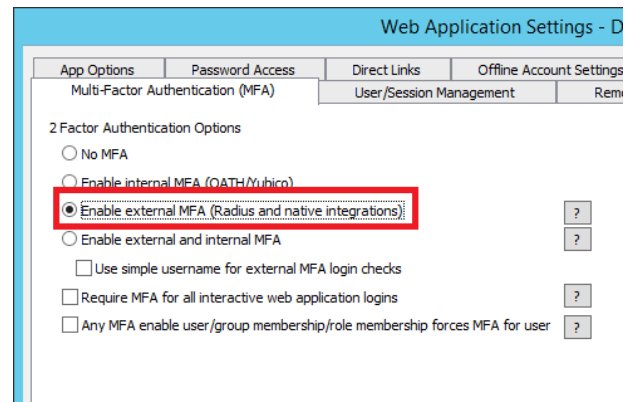 Web Application Settings - D
App Options Password Access Direct Links Offline Account Settings
Multi-Factor Authentication (MFA) User/Session Management Rem
2 Factor Authentication Options
No MFA
Enable internal MFA (OATH/Yubico)
Enable external MFA (Radius and native integrations) ?
Enable external and internal MFA ?
Use simple username for external MFA login checks
Require MFA for all interactive web application logins ?
Any MFA enable user/group membership/role membership forces MFA for user ?